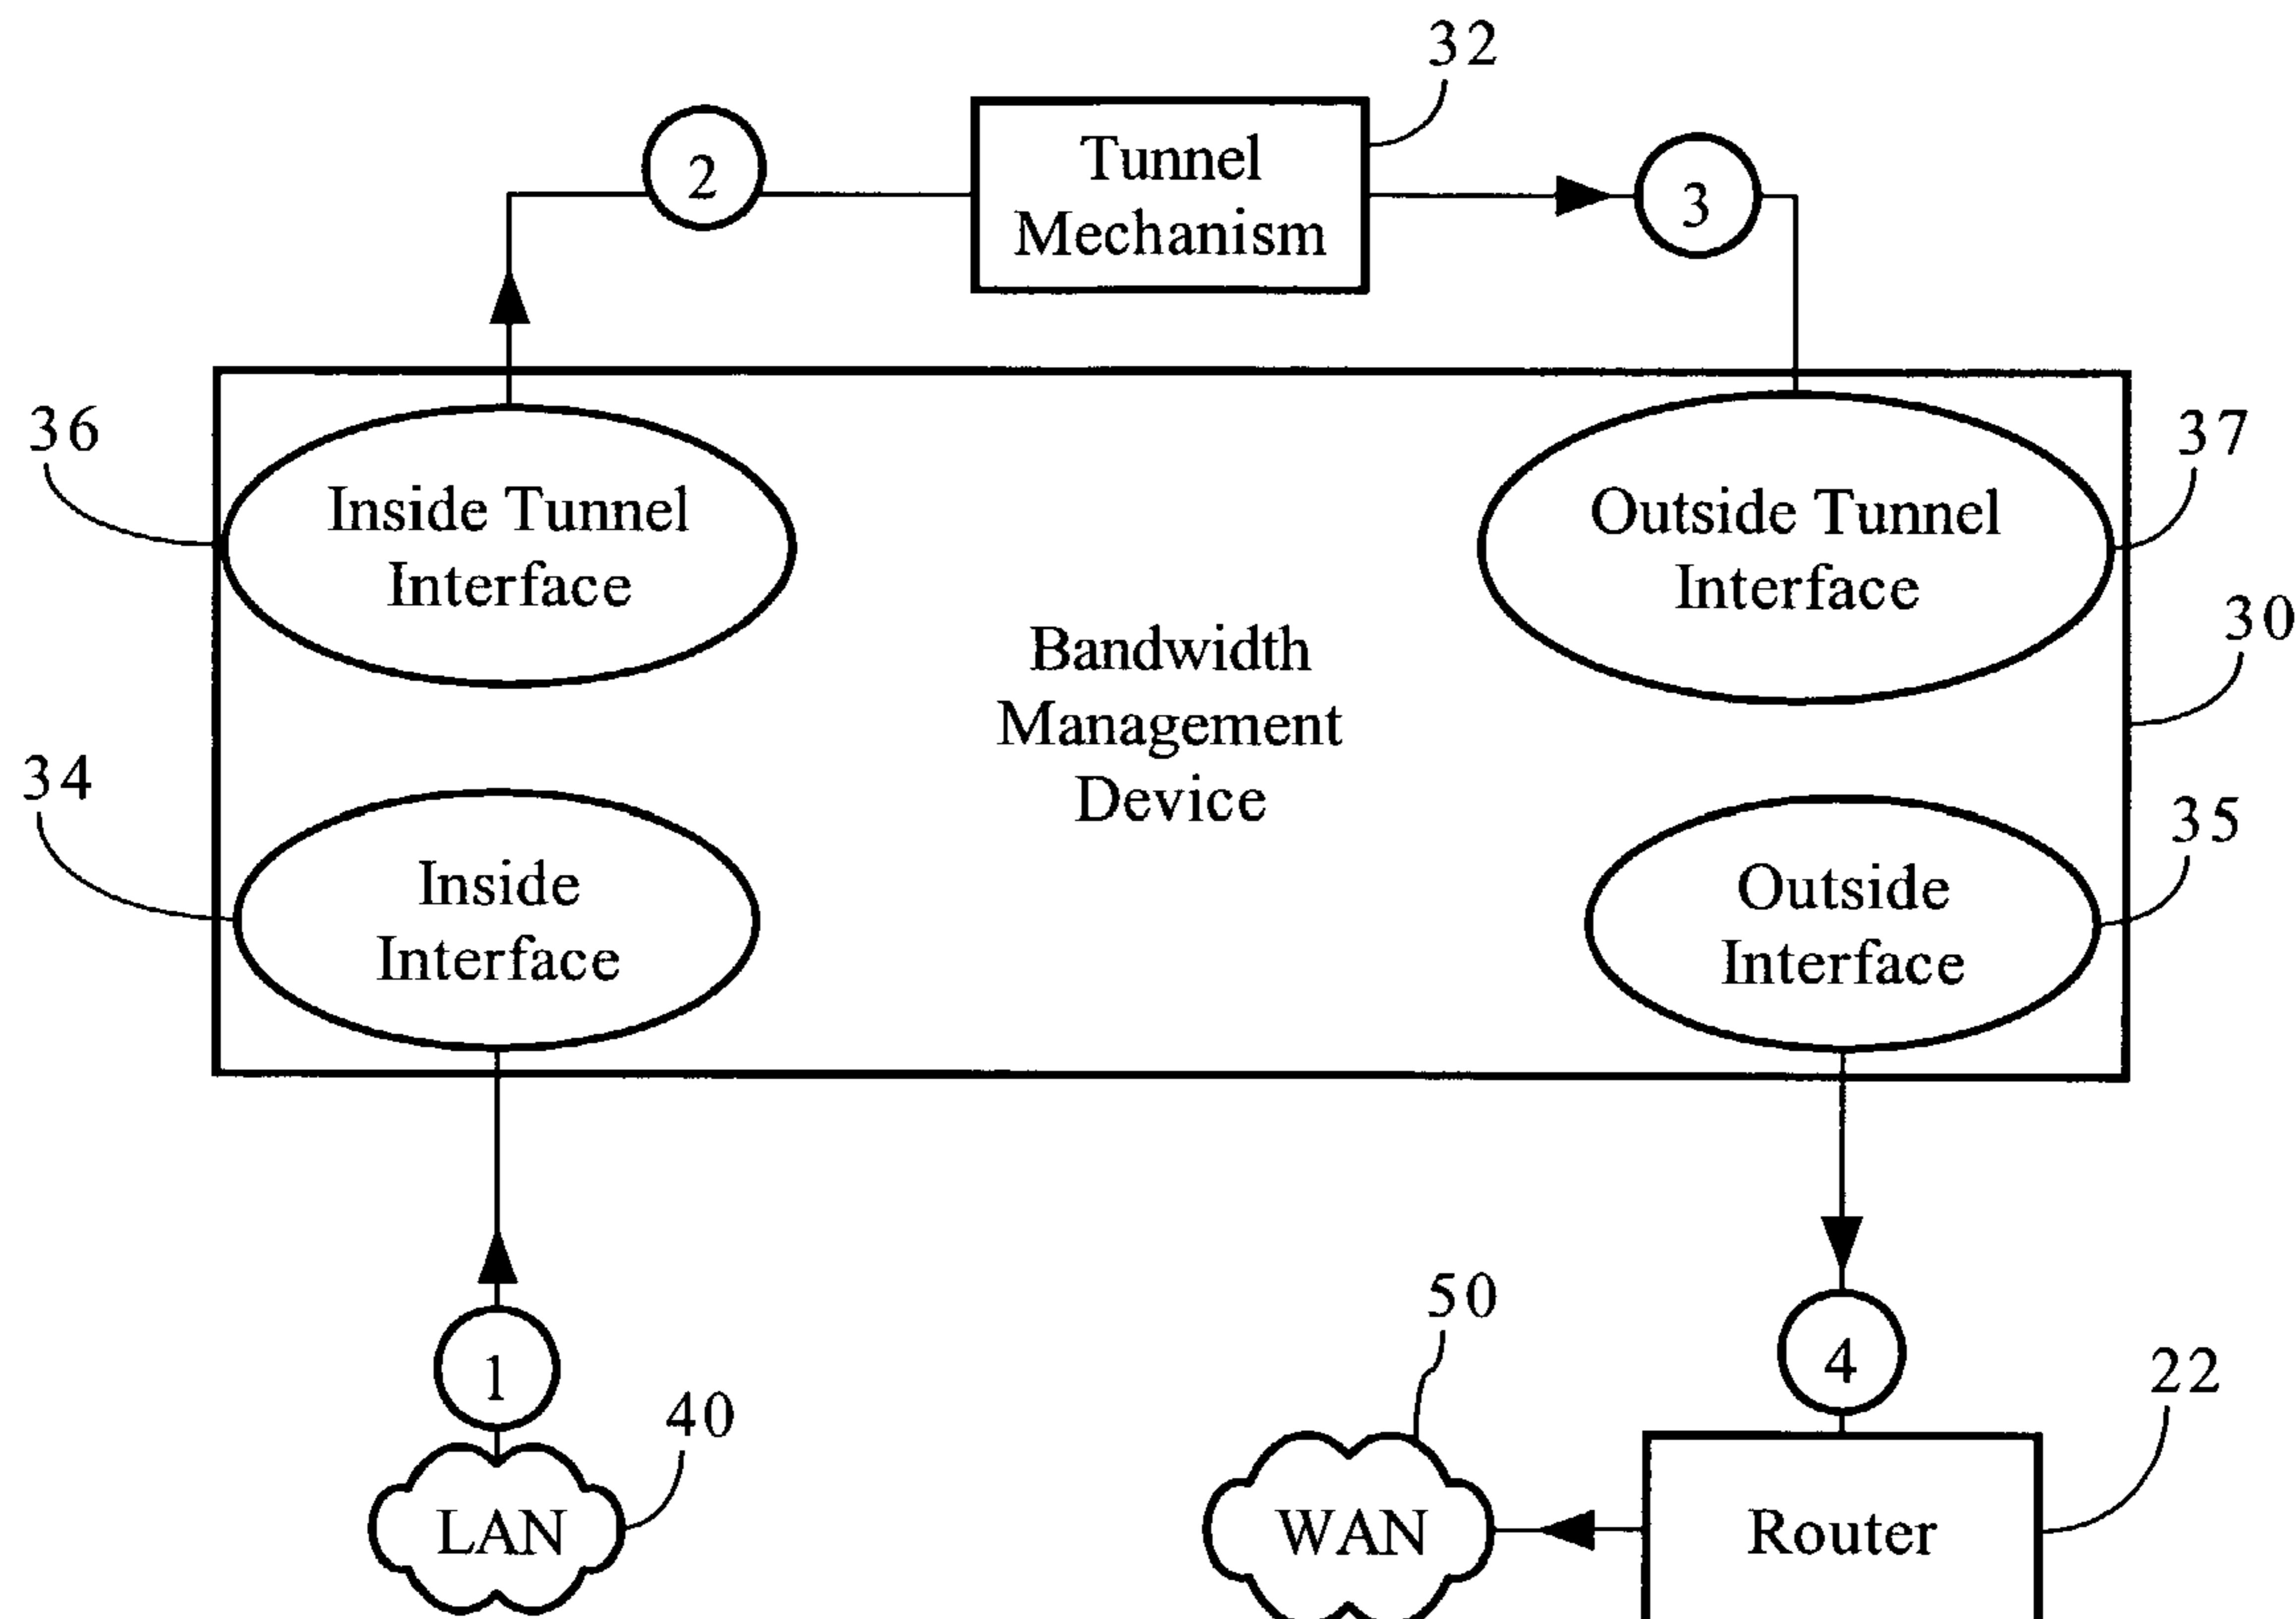 32
2
Tunnel
Mechanism
3
36
Inside Tunnel
Interface
Outside Tunnel
Interface
37
Bandwidth
Management
Device
30
34
Inside
Interface
Outside
Interface
35
1
40
LAN
50
WAN
4
22
Router